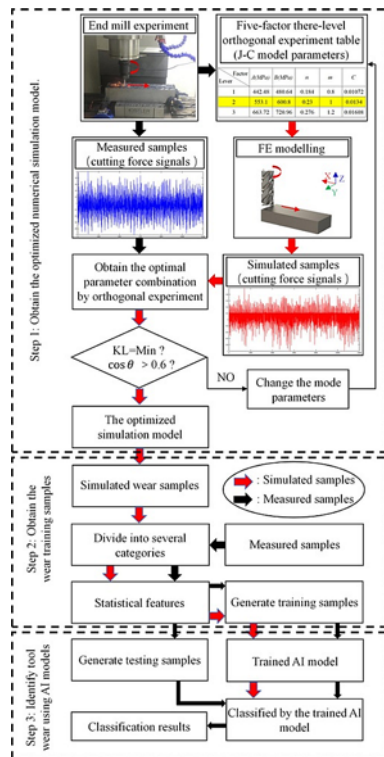 Step 1: Obtain the optimized numerical simulation model.
End mill experiment
Five-factor there-level
orthogonal experiment table
(J-C model parameters)
Factor A(MPa) B(MPa) n m C
Level
1 442.48 480.64 0.184 0.8 0.01072
2 553.1 600.8 0.23 1 0.0134
3 663.72 720.96 0.276 1.2 0.01608
Measured samples
(cutting force signals)
FE modelling
X
Z
Y
Obtain the optimal
parameter combination
by orthogonal experiment
Simulated samples
(cutting force signals)
KL=Min ?
cos θ > 0.6 ?
NO
Change the mode
parameters
The optimized
simulation model
Step 2: Obtain the
wear training samples
Simulated wear samples
: Simulated samples
: Measured samples
Divide into several
categories
Measured samples
Statistical features
Generate training samples
Step 3: Identify tool
wear using AI models
Generate testing samples
Trained AI model
Classification results
Classified by the trained AI
model